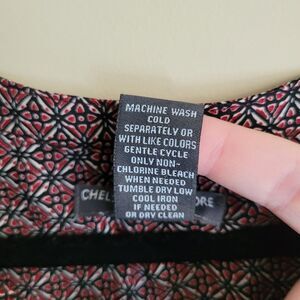 MACHINE WASH
COLD
SEPARATELY OR
WITH LIKE COLORS
GENTLE CYCLE
ONLY NON-
CHLORINE BLEACH
WHEN NEEDED
TUMBLE DRY LOW
COOL IRON
IF NEEDED
OR DRY CLEAN